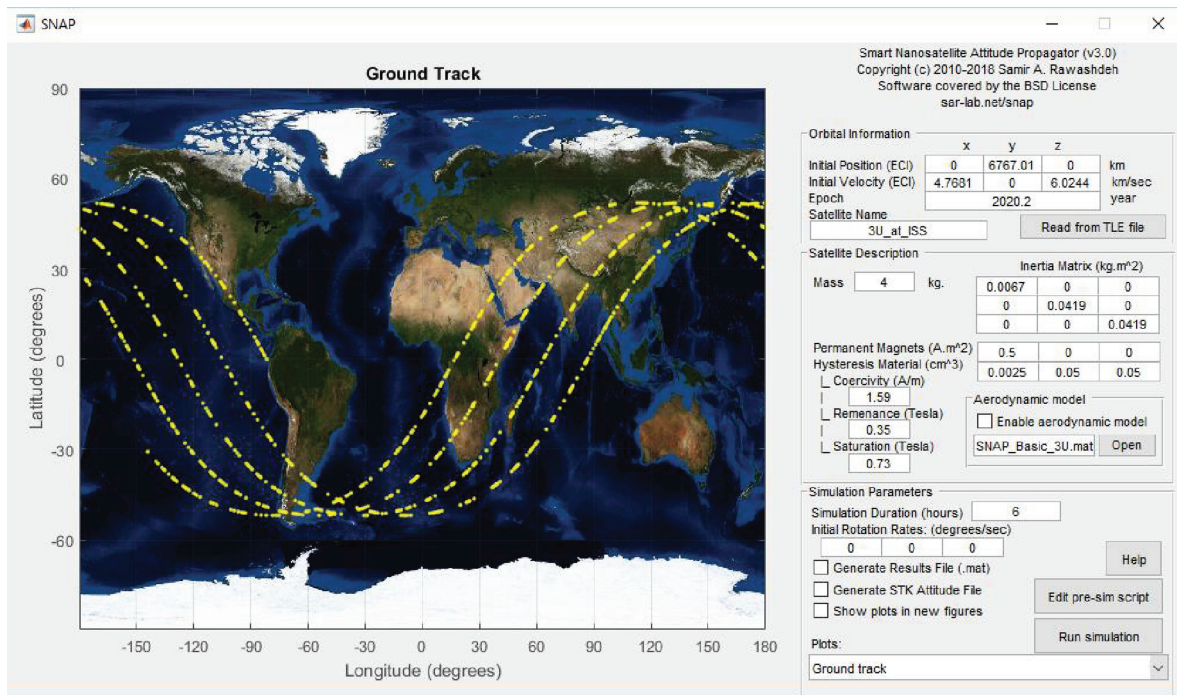 SNAP
Ground Track
90
60
30
0
-30
-60
-150 -120 -90 -60 -30 0 30 60 90 120 150 180
Latitude (degrees)
Longitude (degrees)
Smart Nanosatellite Attitude Propagator (v3.0)
Copyright (c) 2010-2018 Samir A. Rawashdeh
Software covered by the BSD License
sar-lab.net/snap
Orbital Information
x y z
Initial Position (ECI) 0 6767.01 0 km
Initial Velocity (ECI) 4.7681 0 6.0244 km/sec
Epoch 2020.2 year
Satellite Name
3U_at_ISS Read from TLE file
Satellite Description
Inertia Matrix (kg.m^2)
Mass 4 kg.
0.0067 0 0
0 0.0419 0
0 0 0.0419
Permanent Magnets (A.m^2) 0.5 0 0
Hysteresis Material (cm^3) 0.0025 0.05 0.05
|_ Coercivity (A/m)
1.59
|_ Remenance (Tesla)
0.35
|_ Saturation (Tesla)
0.73
Aerodynamic model
Enable aerodynamic model
SNAP_Basic_3U.mat Open
Simulation Parameters
Simulation Duration (hours) 6
Initial Rotation Rates: (degrees/sec)
0 0 0
Generate Results File (.mat)
Generate STK Attitude File
Show plots in new figures
Help
Edit pre-sim script
Run simulation
Plots:
Ground track